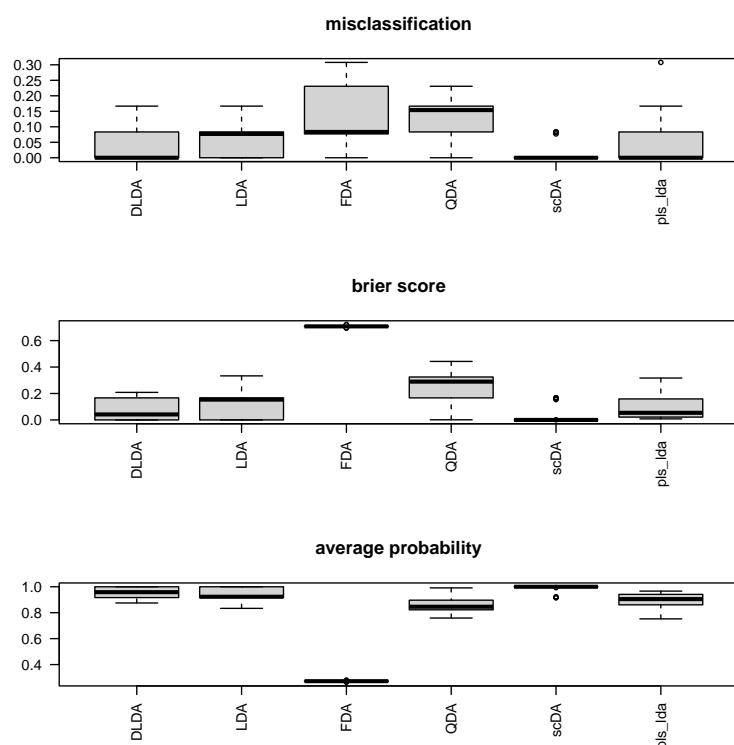 misclassification
0.30
0.25
0.20
0.15
0.10
0.05
0.00
DLDA
LDA
FDA
QDA
scDA
pls_lda
brier score
0.6
0.4
0.2
0.0
DLDA
LDA
FDA
QDA
scDA
pls_lda
average probability
1.0
0.8
0.6
0.4
DLDA
LDA
FDA
QDA
scDA
pls_lda